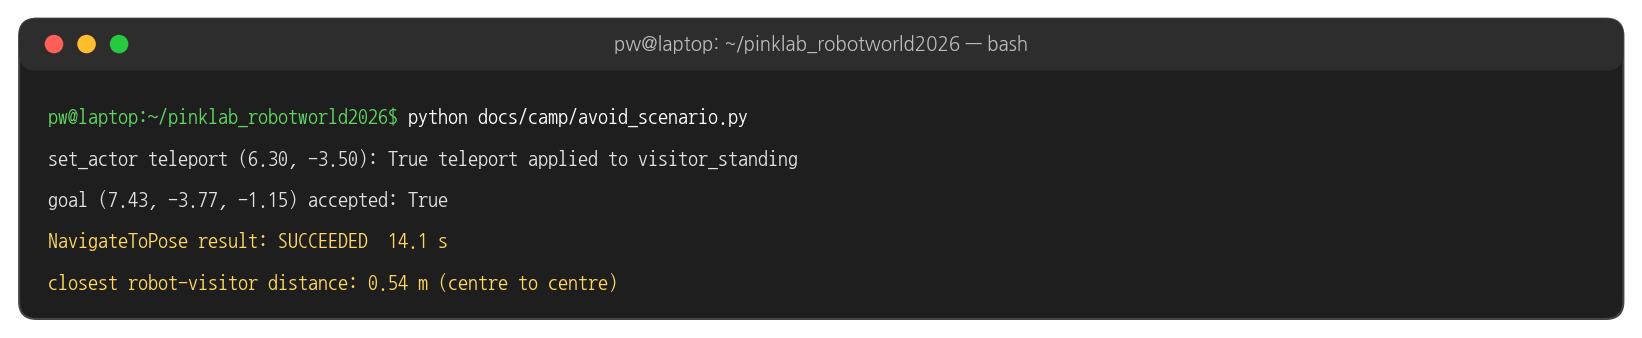 pw@laptop: ~/pinklab_robotworld2026 — bash
pw@laptop:~/pinklab_robotworld2026$ python docs/camp/avoid_scenario.py
set_actor teleport (6.30, -3.50): True teleport applied to visitor_standing
goal (7.43, -3.77, -1.15) accepted: True
NavigateToPose result: SUCCEEDED  14.1 s
closest robot-visitor distance: 0.54 m (centre to centre)